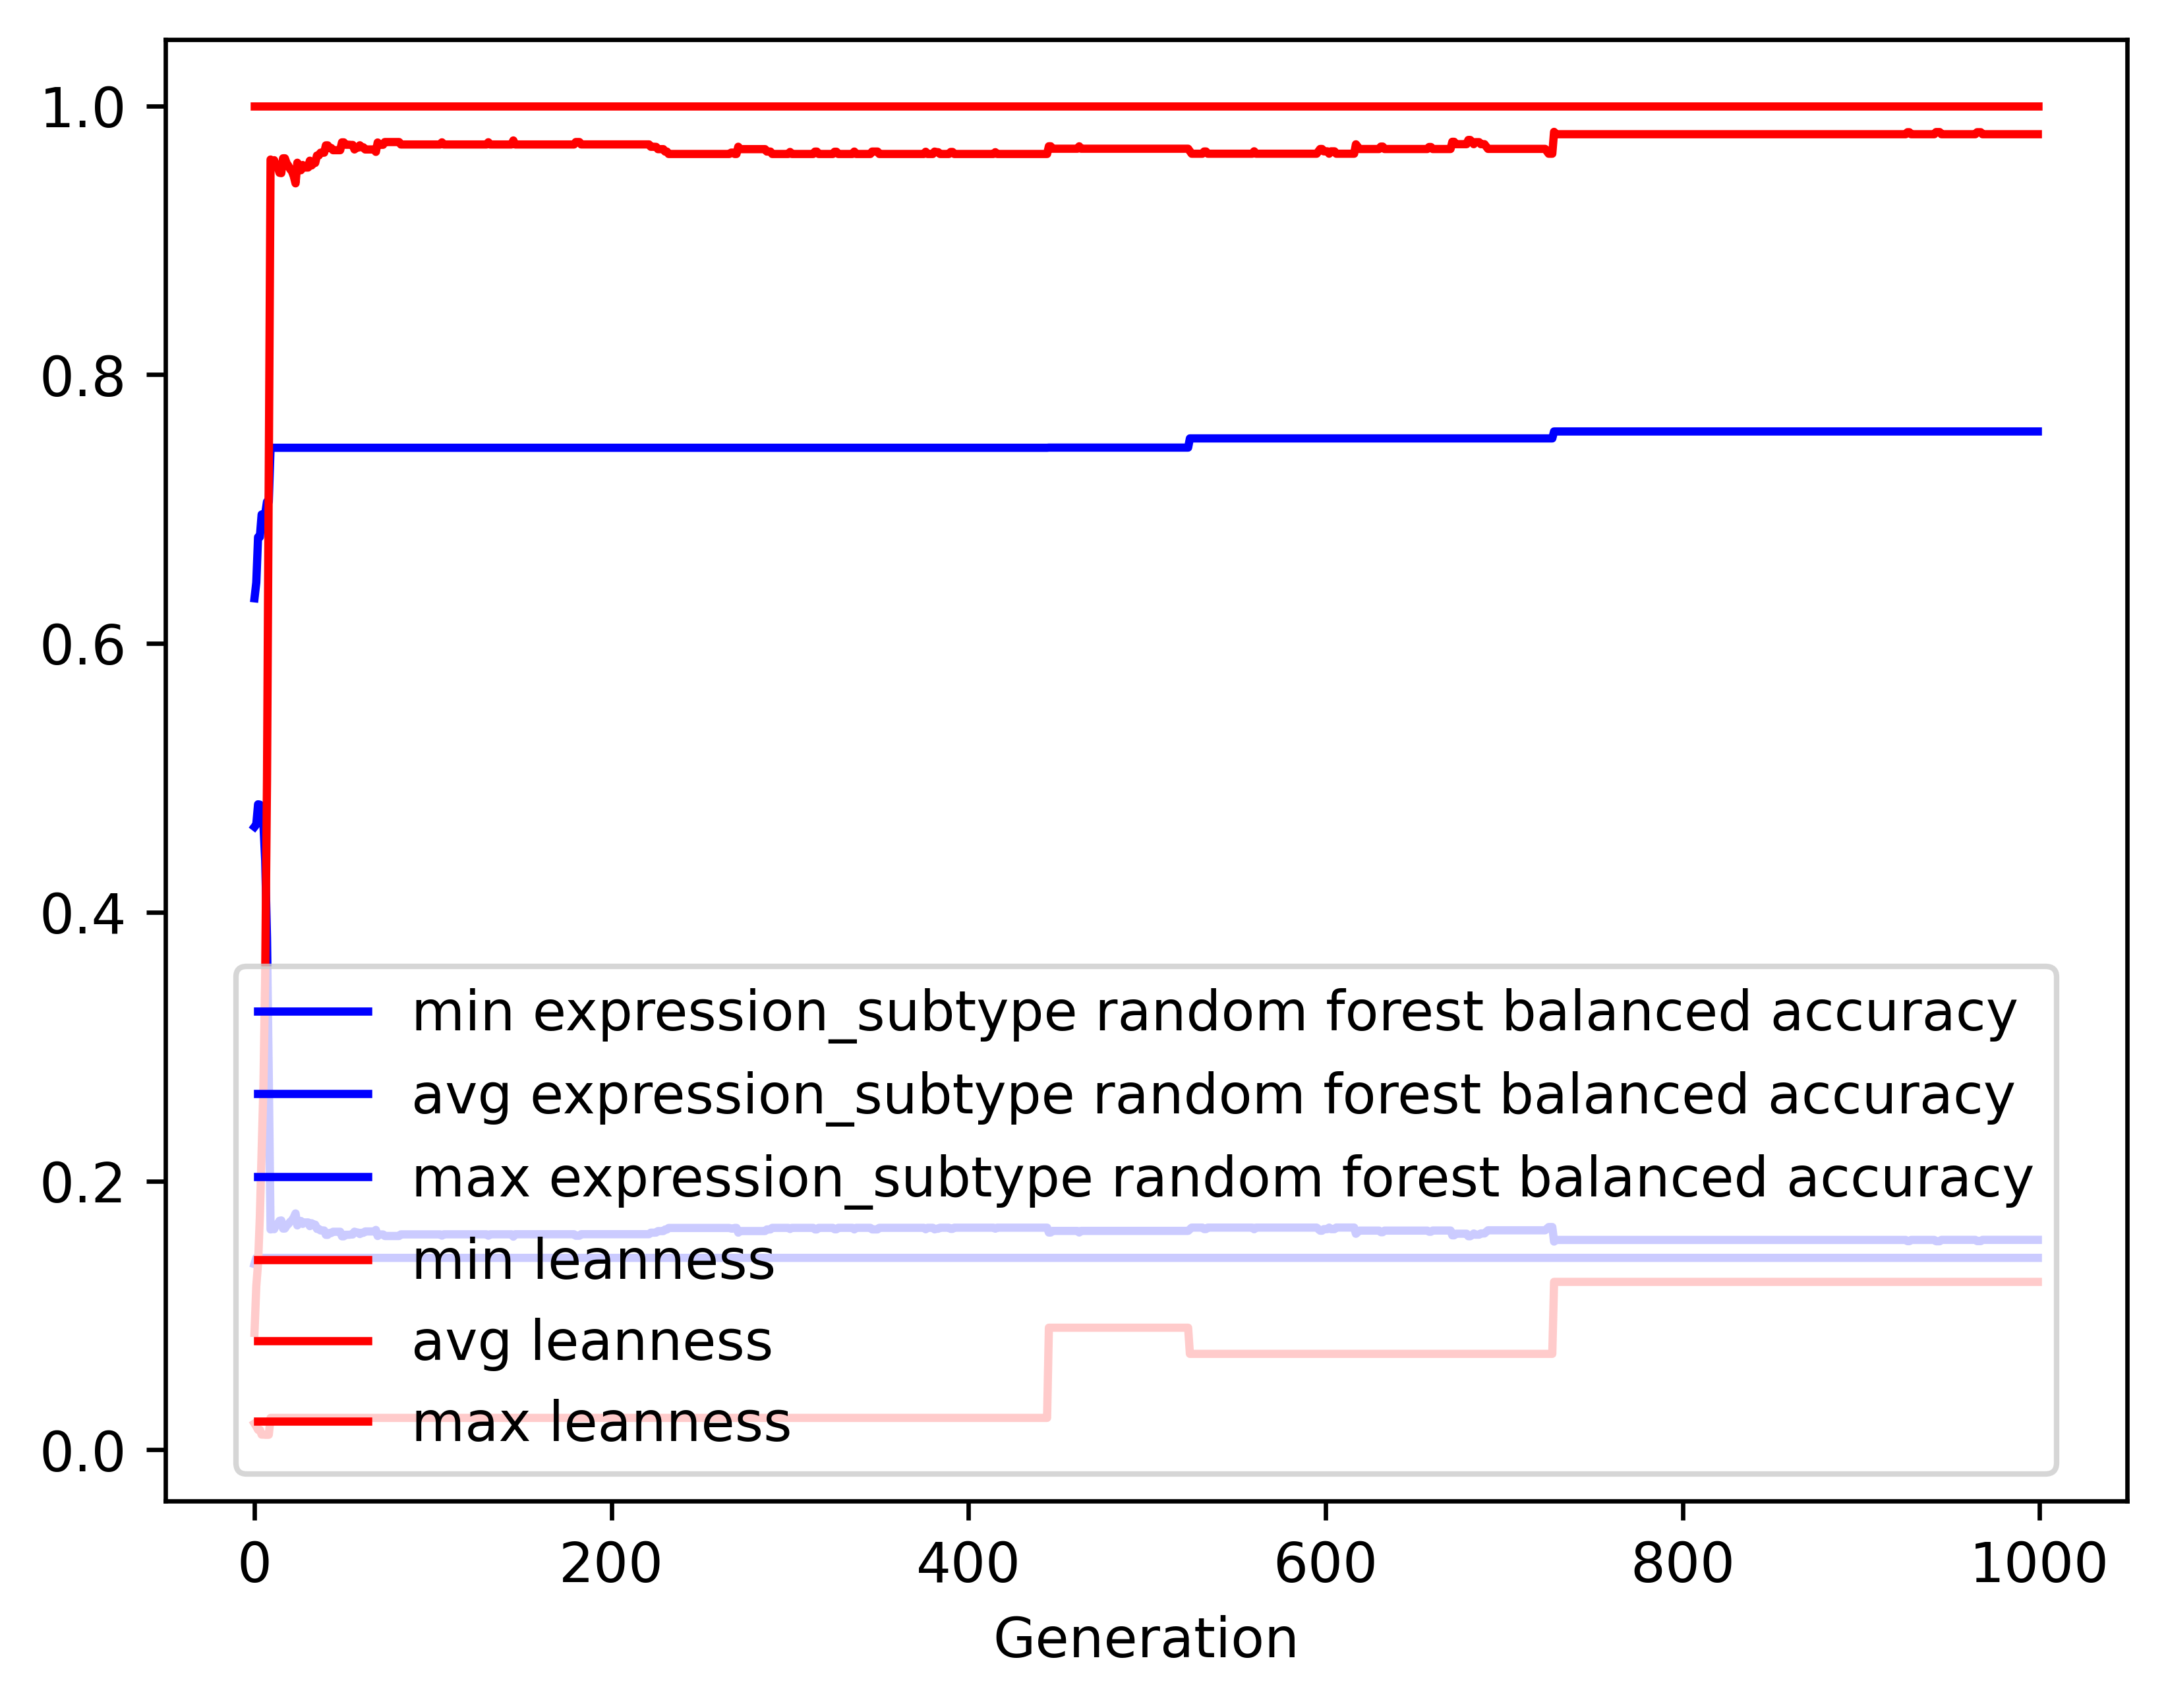 1.0
0.8
0.6
0.4
0.2
0.0
min expression_subtype random forest balanced accuracy
avg expression_subtype random forest balanced accuracy
max expression_subtype random forest balanced accuracy
min leanness
avg leanness
max leanness
0 200 400 600 800 1000
Generation